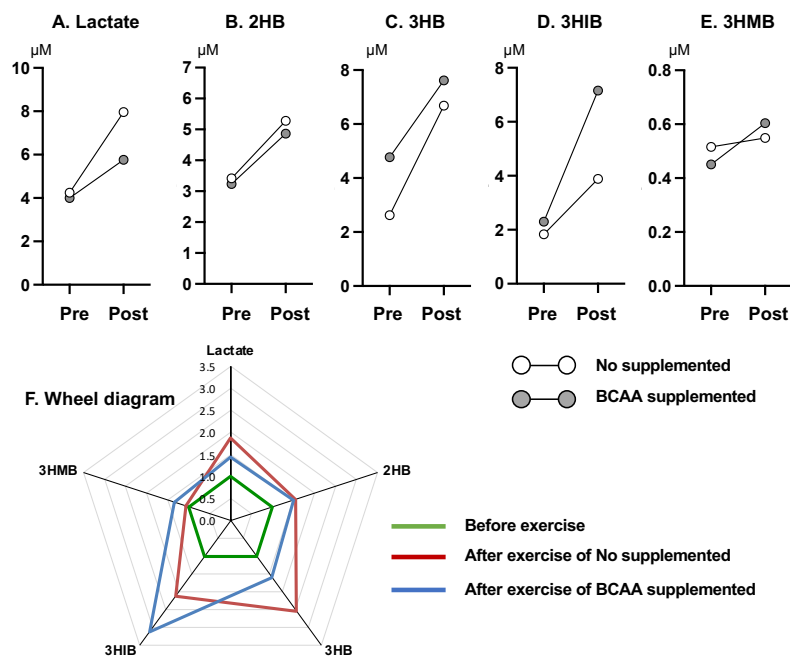 A. Lactate
B. 2HB
C. 3HB
D. 3HIB
E. 3HMB
µM
µM
µM
µM
µM
10
8
6
4
2
0
7
6
5
4
3
2
1
0
8
6
4
2
0
8
6
4
2
0
0.8
0.6
0.4
0.2
0
Pre Post
Pre Post
Pre Post
Pre Post
Pre Post
F. Wheel diagram
Lactate
3.5
3.0
2.5
2.0
1.5
1.0
0.5
0.0
2HB
3HB
3HIB
3HMB
No supplemented
BCAA supplemented
Before exercise
After exercise of No supplemented
After exercise of BCAA supplemented